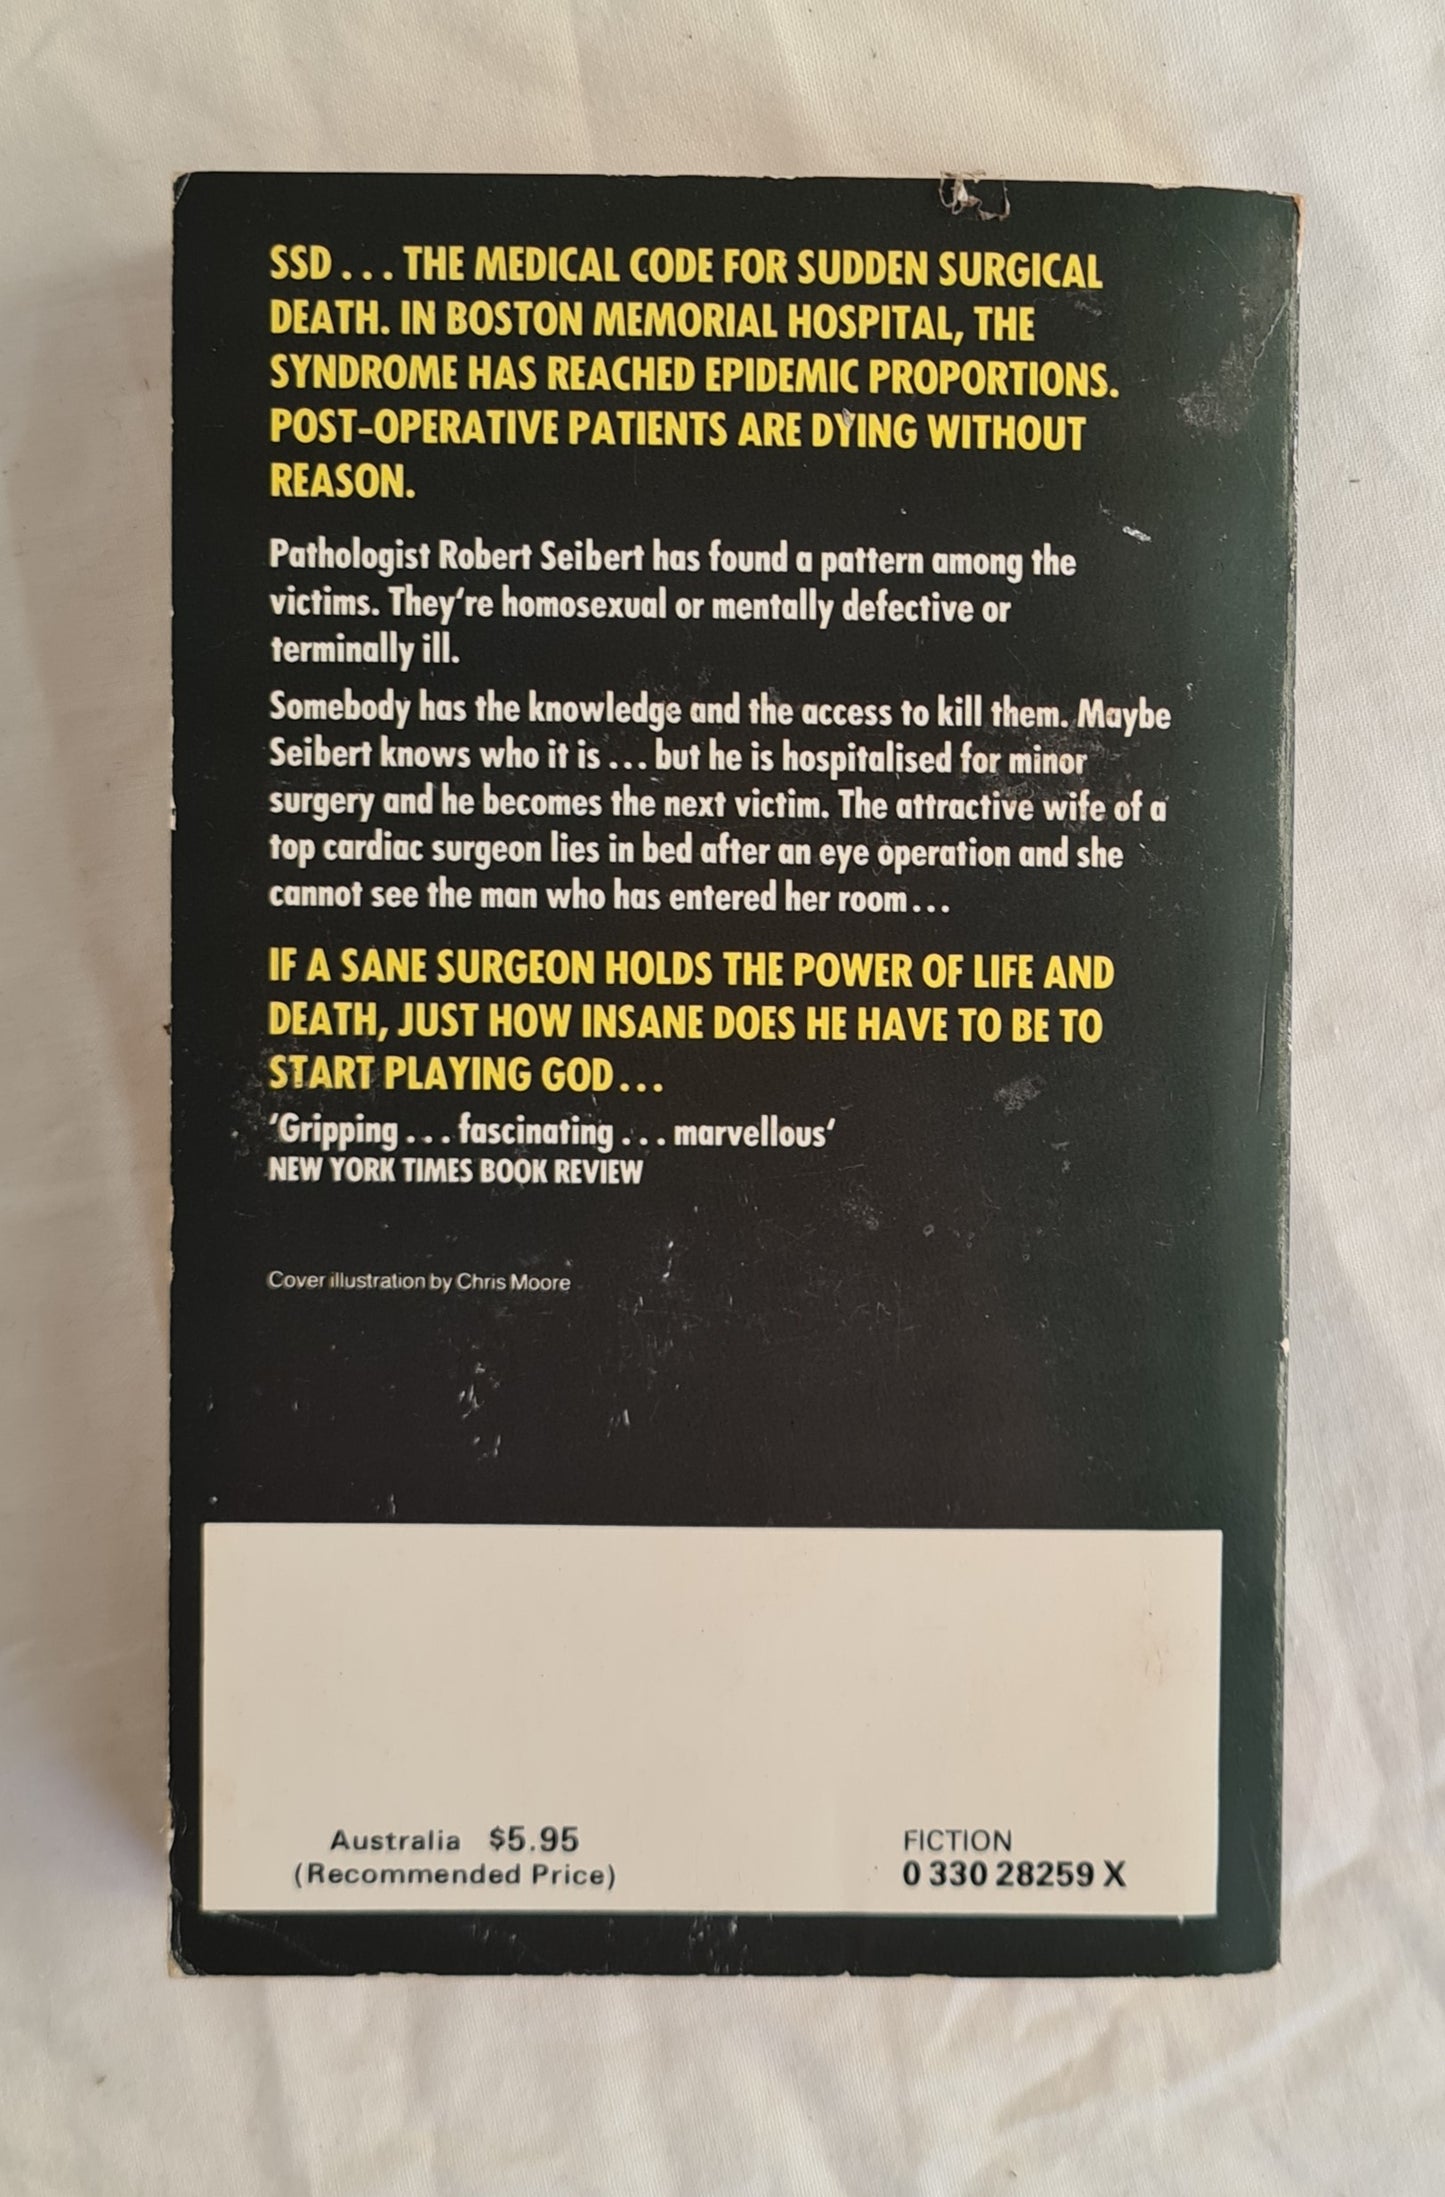 SSD . . . THE MEDICAL CODE FOR SUDDEN SURGICAL
DEATH. IN BOSTON MEMORIAL HOSPITAL, THE
SYNDROME HAS REACHED EPIDEMIC PROPORTIONS.
POST-OPERATIVE PATIENTS ARE DYING WITHOUT
REASON.
Pathologist Robert Seibert has found a pattern among the
victims. They're homosexual or mentally defective or
terminally ill.
Somebody has the knowledge and the access to kill them. Maybe
Seibert knows who it is . . . but he is hospitalised for minor
surgery and he becomes the next victim. The attractive wife of a
top cardiac surgeon lies in bed after an eye operation and she
cannot see the man who has entered her room . . .
IF A SANE SURGEON HOLDS THE POWER OF LIFE AND
DEATH, JUST HOW INSANE DOES HE HAVE TO BE TO
START PLAYING GOD . . .
'Gripping . . . fascinating . . . marvellous'
NEW YORK TIMES BOOK REVIEW
Cover illustration by Chris Moore
Australia $5.95
(Recommended Price)
FICTION
0 330 28259 X